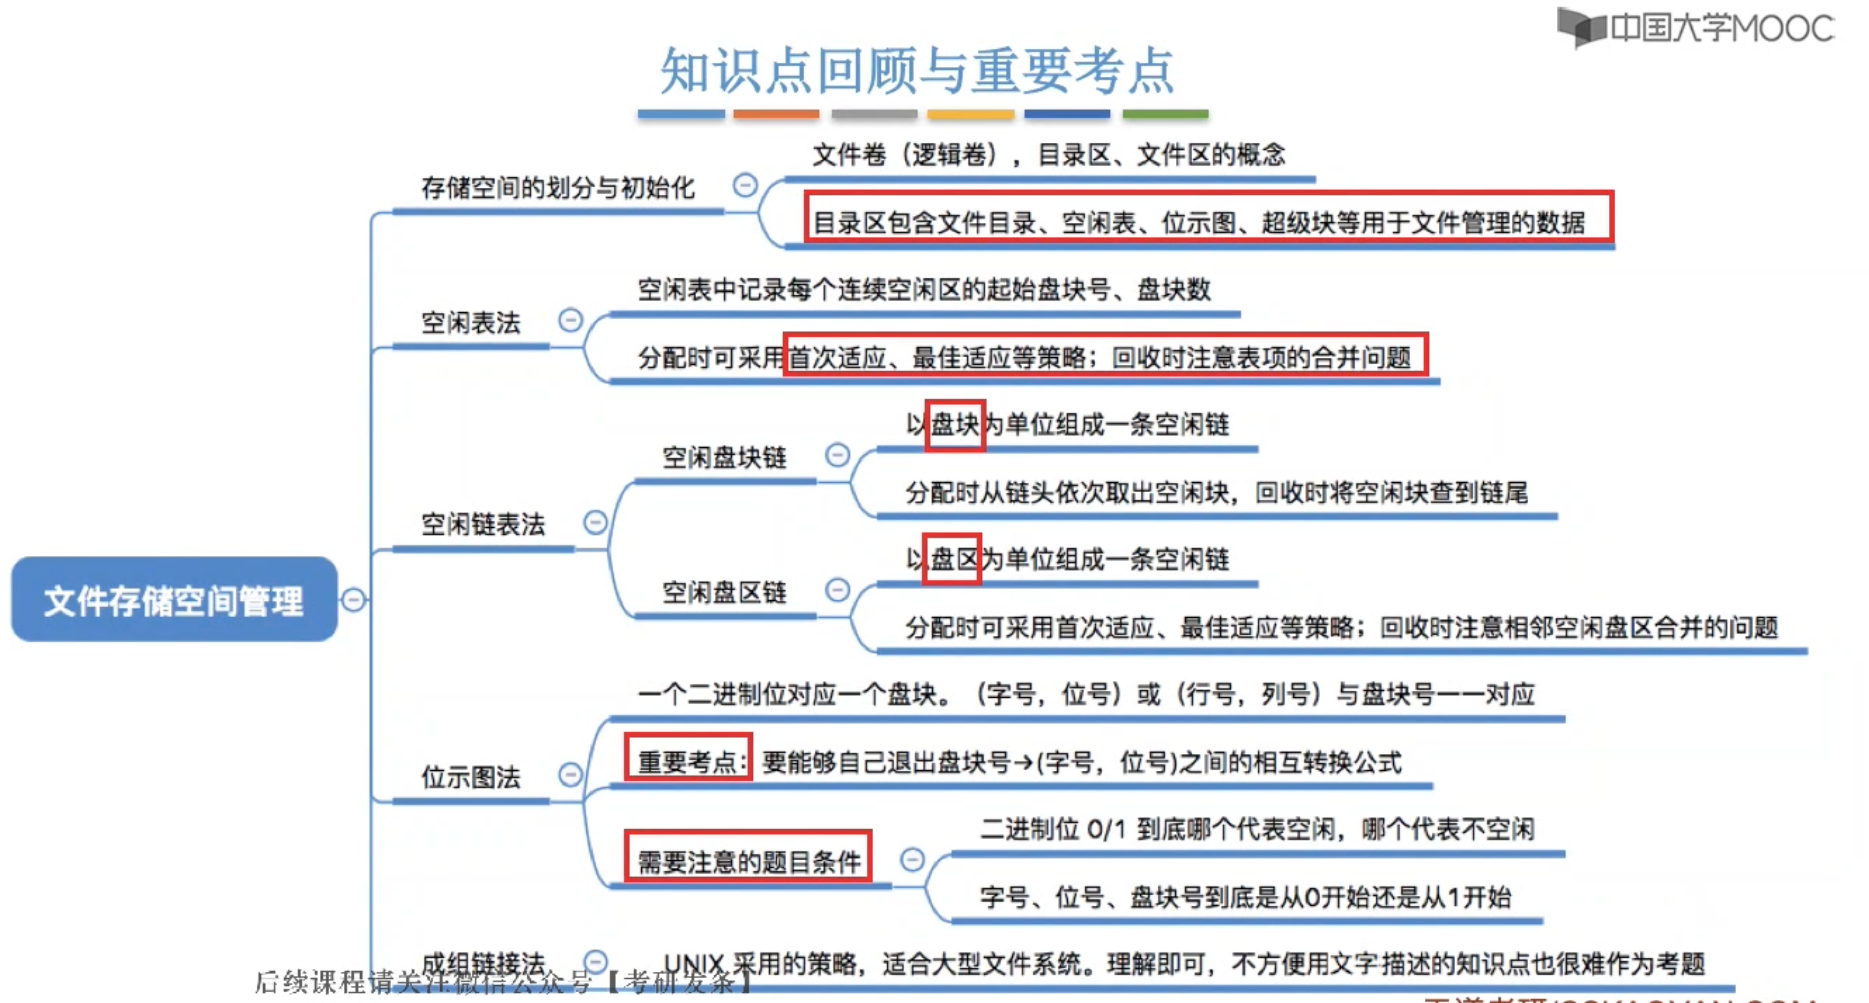 中国大学MOOC
知识点回顾与重要考点
文件存储空间管理
存储空间的划分与初始化
文件卷（逻辑卷），目录区、文件区的概念
目录区包含文件目录、空闲表、位示图、超级块等用于文件管理的数据
空闲表法
空闲表中记录每个连续空闲区的起始盘块号、盘块数
分配时可采用首次适应、最佳适应等策略；回收时注意表项的合并问题
空闲链表法
空闲盘块链
以盘块为单位组成一条空闲链
分配时从链头依次取出空闲块，回收时将空闲块查到链尾
空闲盘区链
以盘区为单位组成一条空闲链
分配时可采用首次适应、最佳适应等策略；回收时注意相邻空闲盘区合并的问题
位示图法
一个二进制位对应一个盘块。（字号，位号）或（行号，列号）与盘块号一一对应
重要考点：要能够自己退出盘块号→(字号，位号)之间的相互转换公式
需要注意的题目条件
二进制位 0/1 到底哪个代表空闲，哪个代表不空闲
字号、位号、盘块号到底是从0开始还是从1开始
成组链接法
UNIX 采用的策略，适合大型文件系统。理解即可，不方便用文字描述的知识点也很难作为考题
后续课程请关注微信公众号【考研发条】